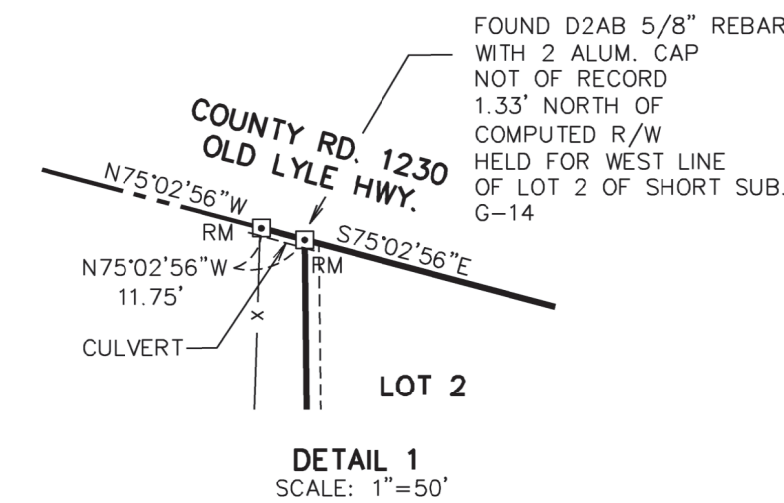 FOUND D2AB 5/8" REBAR
WITH 2 ALUM. CAP
NOT OF RECORD
1.33' NORTH OF
COMPUTED R/W
HELD FOR WEST LINE
OF LOT 2 OF SHORT SUB.
G-14
COUNTY RD. 1230
OLD LYLE HWY.
N75°02'56"W
S75°02'56"E
RM
RM
N75°02'56"W
11.75'
X
CULVERT
LOT 2
DETAIL 1
SCALE: 1"=50'